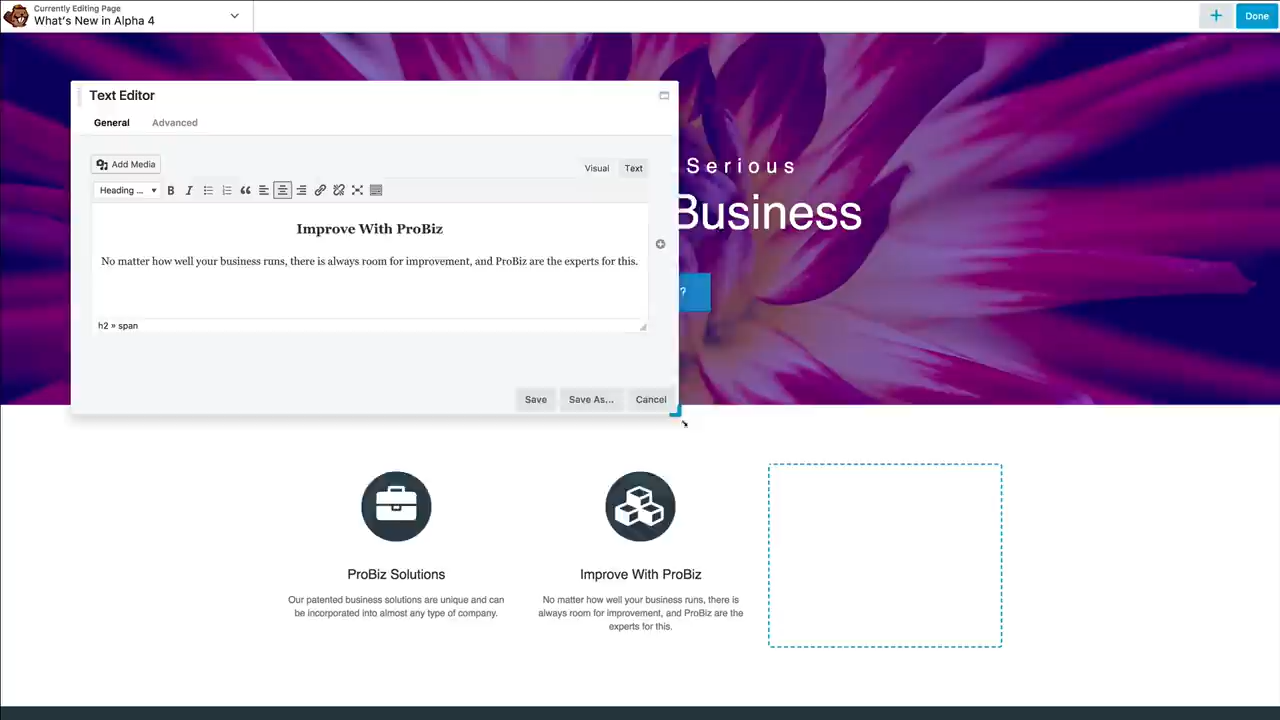 Currently Editing Page
What's New in Alpha 4
Done
Text Editor
General
Advanced
Add Media
Visual
Text
Heading ...
Improve With ProBiz
No matter how well your business runs, there is always room for improvement, and ProBiz are the experts for this.
h2 » span
Save
Save As...
Cancel
Serious
Business
?
ProBiz Solutions
Our patented business solutions are unique and can
be incorporated into almost any type of company.
Improve With ProBiz
No matter how well your business runs, there is
always room for improvement, and ProBiz are the
experts for this.